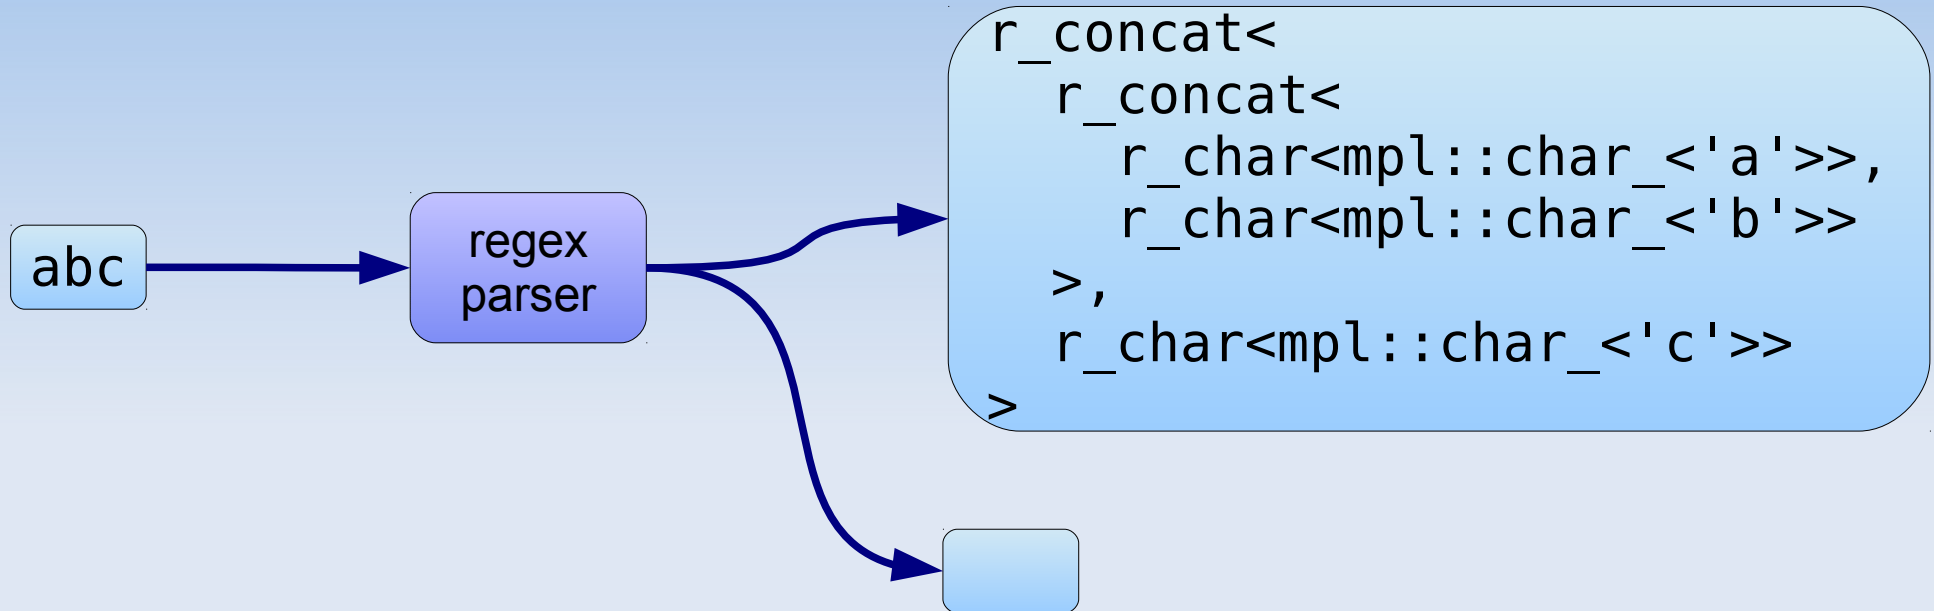 abc
regex
parser
r_concat<
  r_concat<
    r_char<mpl::char_<'a'>>,
    r_char<mpl::char_<'b'>>
  >,
  r_char<mpl::char_<'c'>>
>